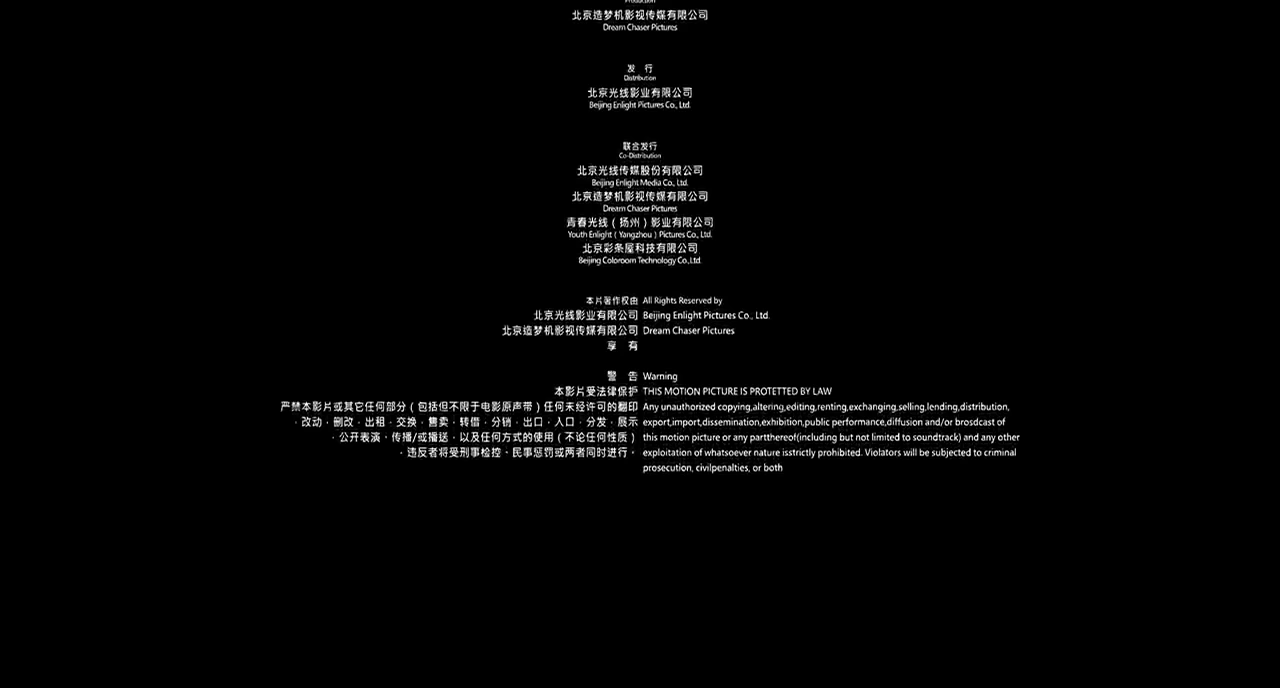 Production
北京造梦机影视传媒有限公司
Dream Chaser Pictures
发 行
Distribution
北京光线影业有限公司
Beijing Enlight Pictures Co., Ltd.
联合发行
Co-Distribution
北京光线传媒股份有限公司
Beijing Enlight Media Co., Ltd.
北京造梦机影视传媒有限公司
Dream Chaser Pictures
青春光线（扬州）影业有限公司
Youth Enlight ( Yangzhou ) Pictures Co., Ltd.
北京彩条屋科技有限公司
Beijing Coloroom Technology Co.,Ltd.
本片著作权由 All Rights Reserved by
北京光线影业有限公司 Beijing Enlight Pictures Co., Ltd.
北京造梦机影视传媒有限公司 Dream Chaser Pictures
享 有
警 告 Warning
本影片受法律保护 THIS MOTION PICTURE IS PROTETTED BY LAW
严禁本影片或其它任何部分（包括但不限于电影原声带）任何未经许可的翻印 Any unauthorized copying,altering,editing,renting,exchanging,selling,lending,distribution,
，改动，删改，出租，交换，售卖，转借，分销，出口，入口，分发，展示 export,import,dissemination,exhibition,public performance,diffusion and/or brosdcast of
，公开表演，传播/或播送，以及任何方式的使用（不论任何性质） this motion picture or any partthereof(including but not limited to soundtrack) and any other
，违反者将受刑事检控、民事惩罚或两者同时进行。 exploitation of whatsoever nature isstrictly prohibited. Violators will be subjected to criminal
prosecution, civilpenalties, or both